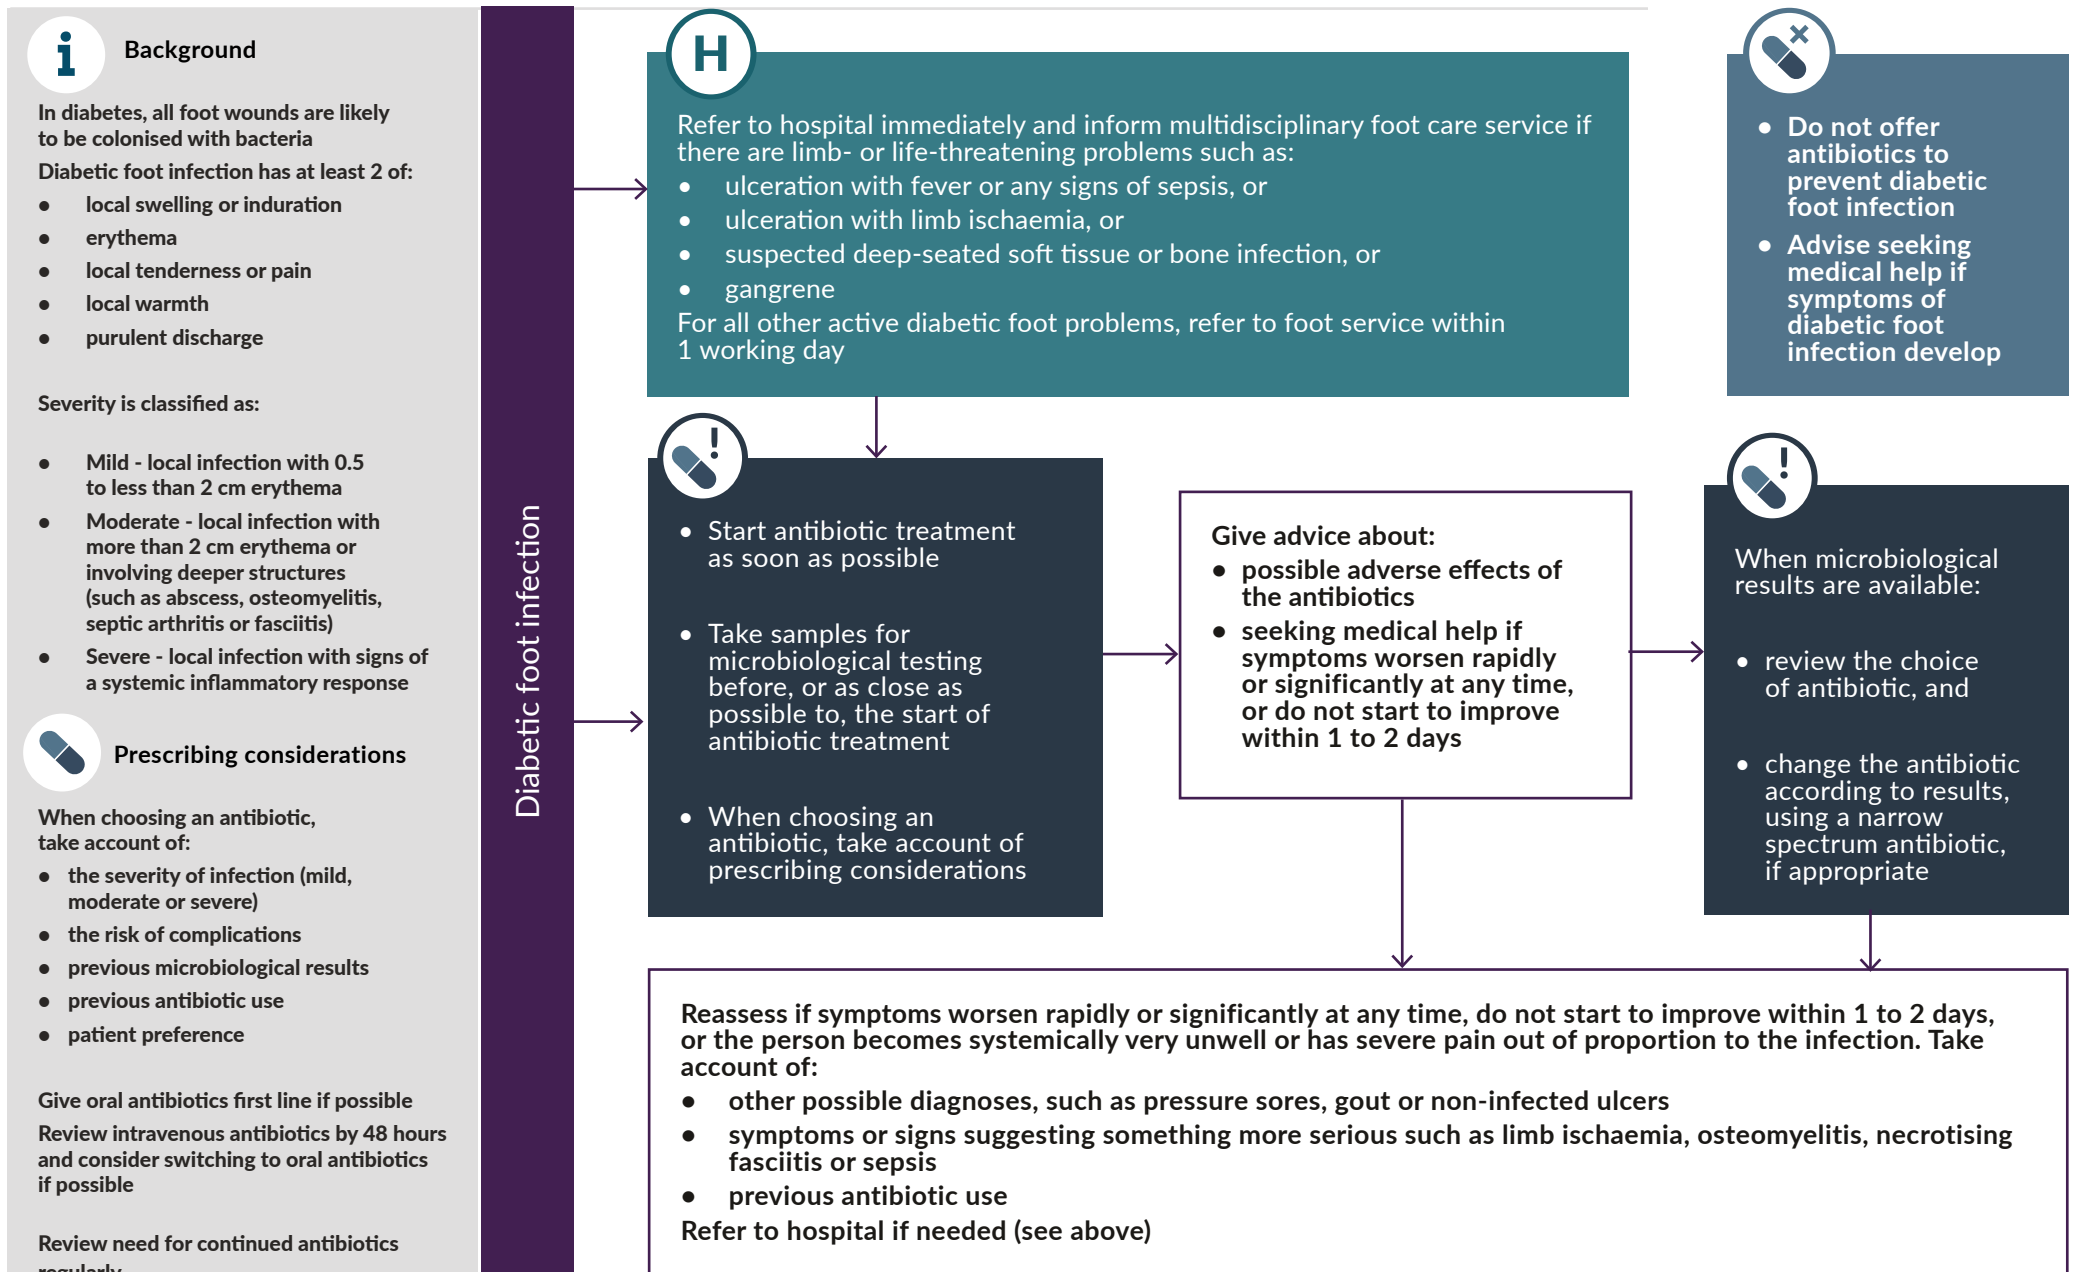 Background
In diabetes, all foot wounds are likely
to be colonised with bacteria
Diabetic foot infection has at least 2 of:
● local swelling or induration
● erythema
● local tenderness or pain
● local warmth
● purulent discharge
Severity is classified as:
● Mild - local infection with 0.5
to less than 2 cm erythema
● Moderate - local infection with
more than 2 cm erythema or
involving deeper structures
(such as abscess, osteomyelitis,
septic arthritis or fasciitis)
● Severe - local infection with signs of
a systemic inflammatory response
Prescribing considerations
When choosing an antibiotic,
take account of:
● the severity of infection (mild,
moderate or severe)
● the risk of complications
● previous microbiological results
● previous antibiotic use
● patient preference
Give oral antibiotics first line if possible
Review intravenous antibiotics by 48 hours
and consider switching to oral antibiotics
if possible
Review need for continued antibiotics
regularly
Diabetic foot infection
H
Refer to hospital immediately and inform multidisciplinary foot care service if
there are limb- or life-threatening problems such as:
● ulceration with fever or any signs of sepsis, or
● ulceration with limb ischaemia, or
● suspected deep-seated soft tissue or bone infection, or
● gangrene
For all other active diabetic foot problems, refer to foot service within
1 working day
● Do not offer
antibiotics to
prevent diabetic
foot infection
● Advise seeking
medical help if
symptoms of
diabetic foot
infection develop
● Start antibiotic treatment
as soon as possible
● Take samples for
microbiological testing
before, or as close as
possible to, the start of
antibiotic treatment
● When choosing an
antibiotic, take account of
prescribing considerations
Give advice about:
● possible adverse effects of
the antibiotics
● seeking medical help if
symptoms worsen rapidly
or significantly at any time,
or do not start to improve
within 1 to 2 days
When microbiological
results are available:
● review the choice
of antibiotic, and
● change the antibiotic
according to results,
using a narrow
spectrum antibiotic,
if appropriate
Reassess if symptoms worsen rapidly or significantly at any time, do not start to improve within 1 to 2 days,
or the person becomes systemically very unwell or has severe pain out of proportion to the infection. Take
account of:
● other possible diagnoses, such as pressure sores, gout or non-infected ulcers
● symptoms or signs suggesting something more serious such as limb ischaemia, osteomyelitis, necrotising
fasciitis or sepsis
● previous antibiotic use
Refer to hospital if needed (see above)